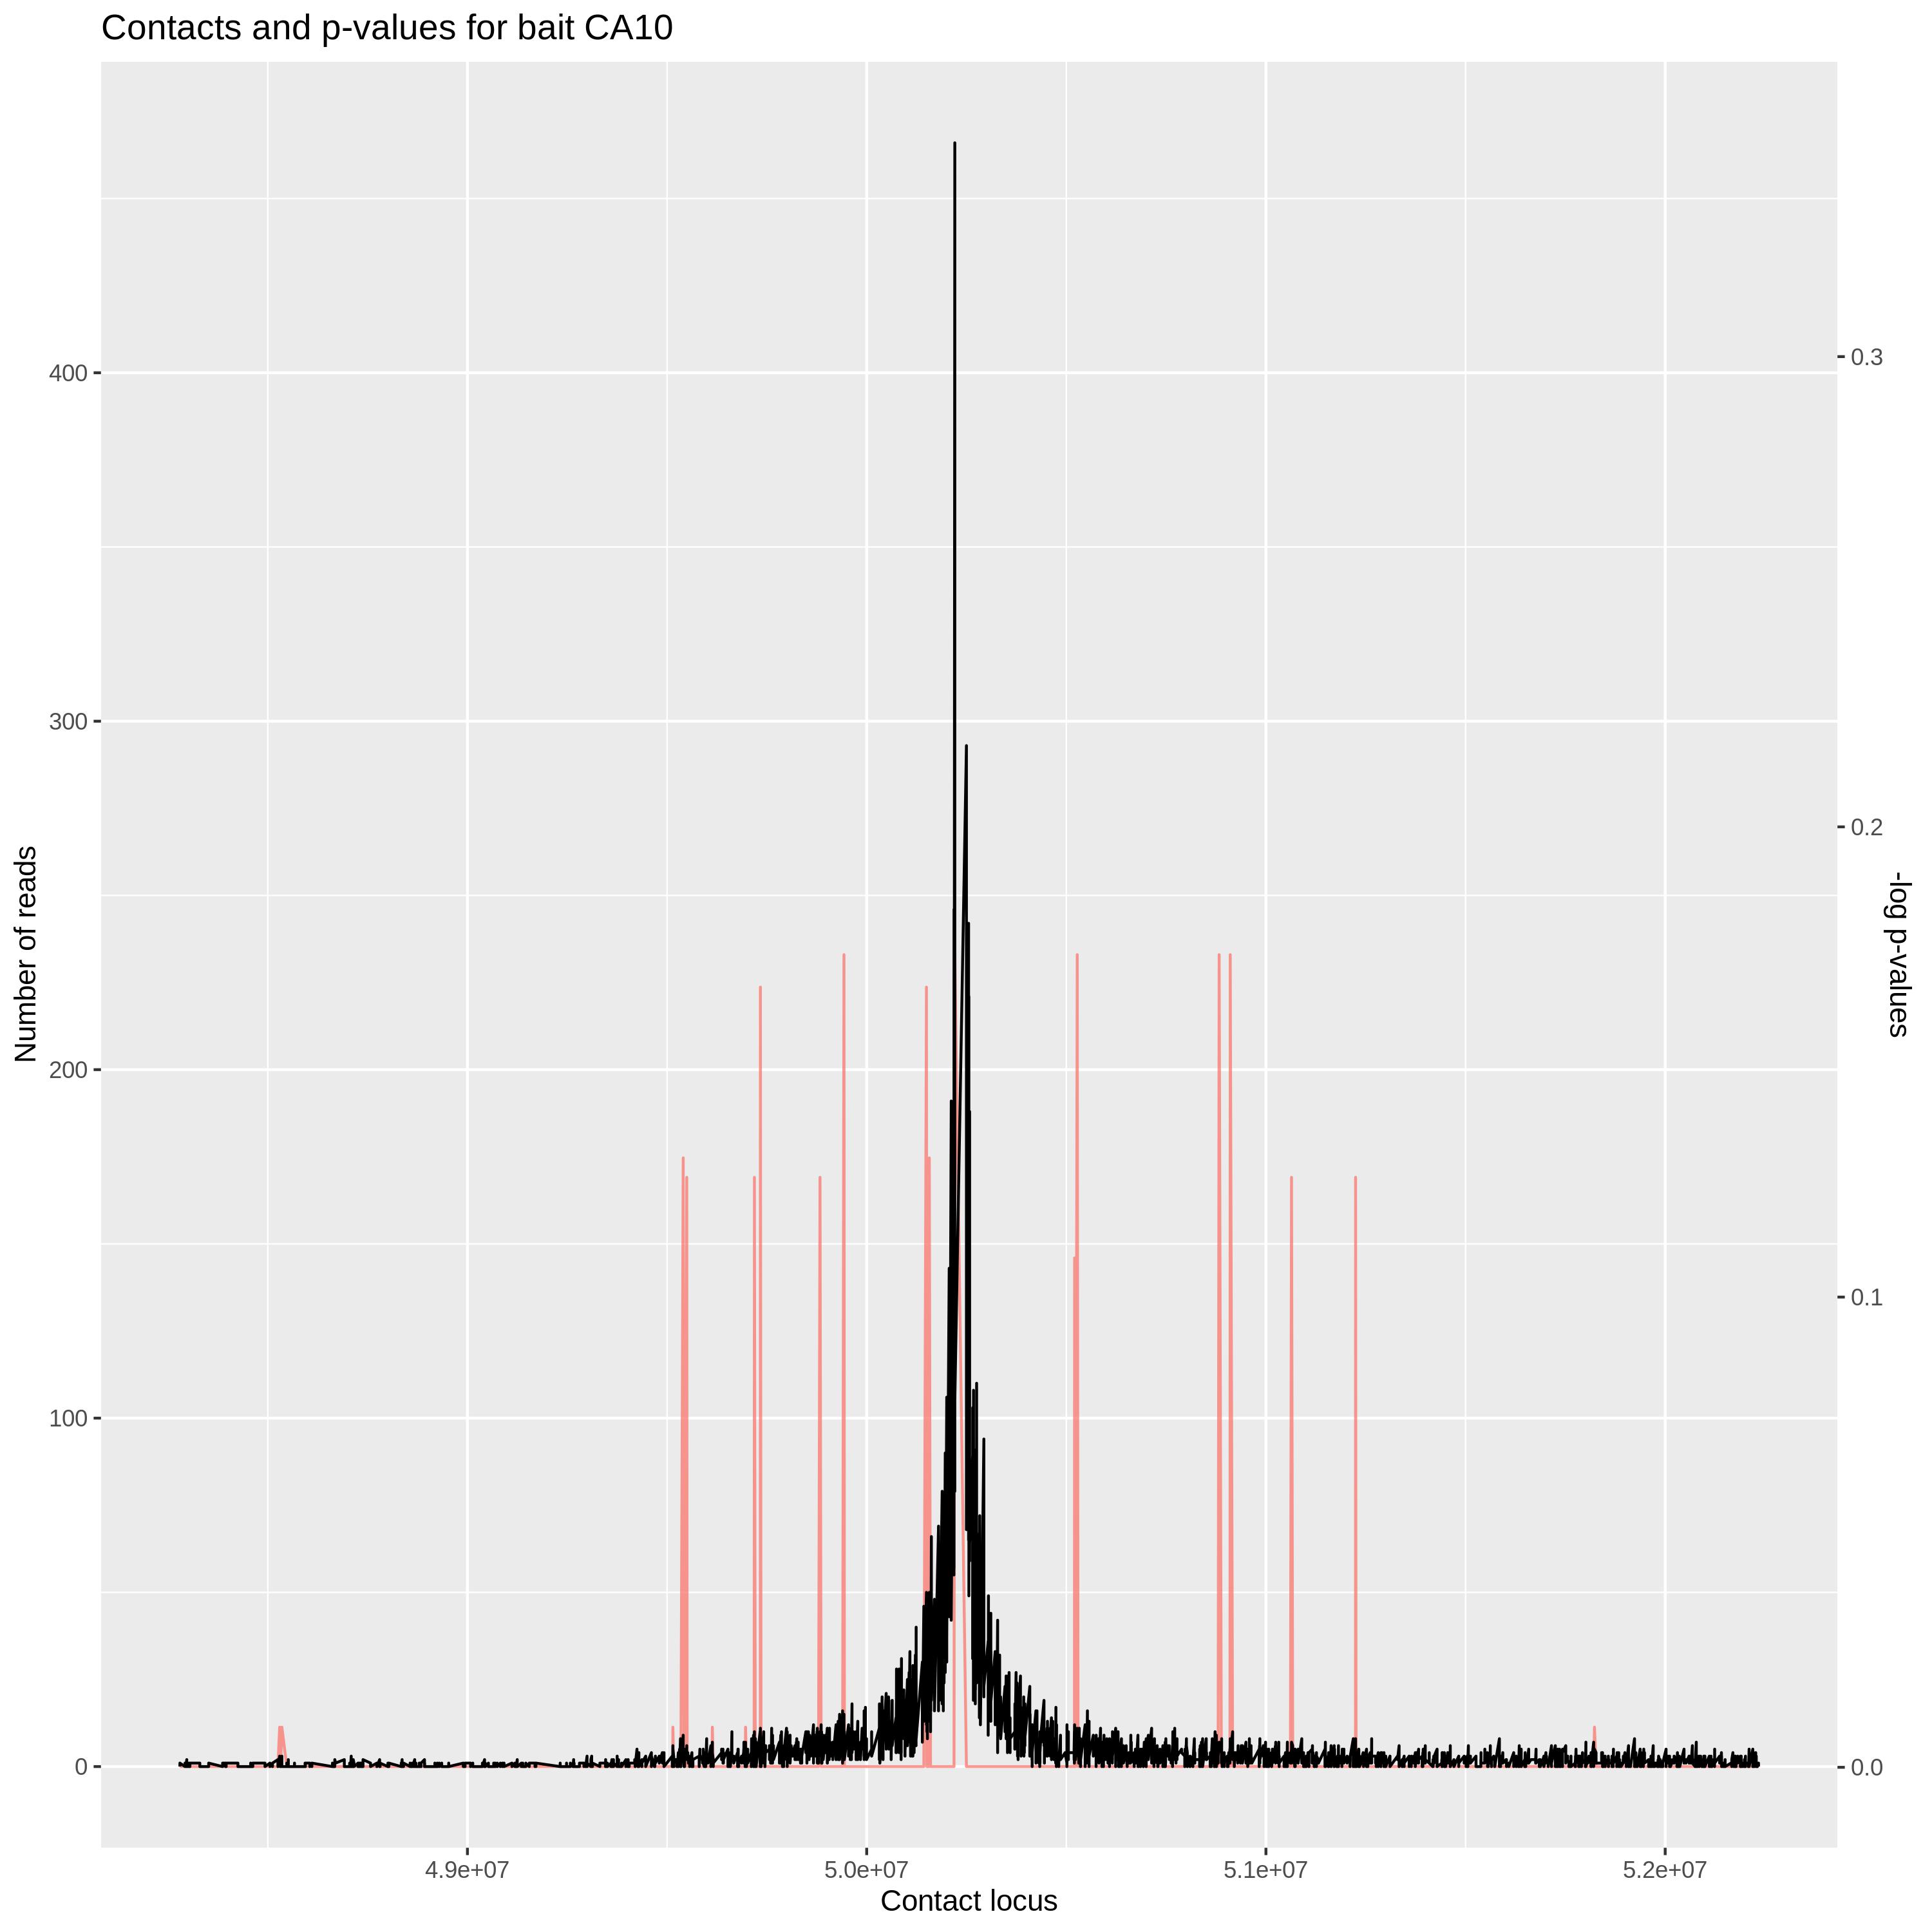 Contacts and p-values for bait CA10
400
300
200
100
0
Number of reads
0.3
0.2
0.1
0.0
-log p-values
4.9e+07
5.0e+07
5.1e+07
5.2e+07
Contact locus